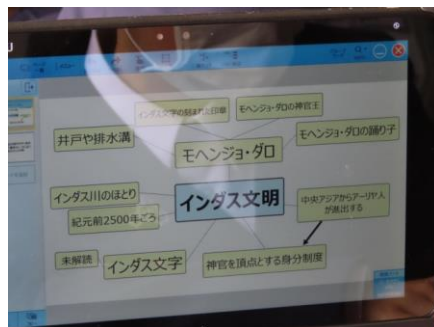 インダス文字の刻まれた印章
モヘンジョ・ダロの神官王
井戸や排水溝
モヘンジョ・ダロの踊り子
モヘンジョ・ダロ
インダス川のほとり
インダス文明
中央アジアからアーリヤ人
が進出する
紀元前2500年ごろ
未解読
インダス文字
神官を頂点とする身分制度